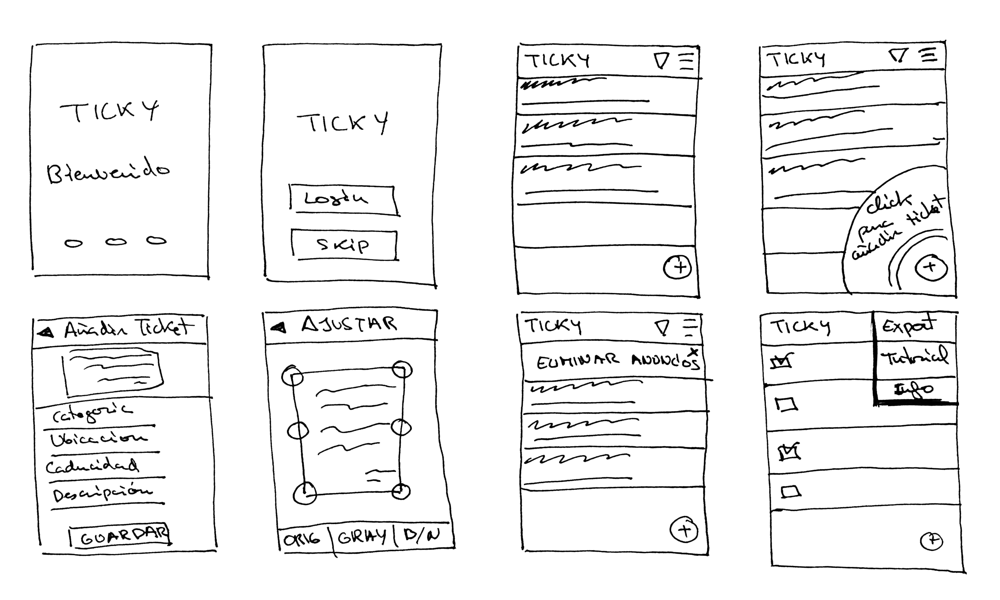 TICKY
Bienvenido
TICKY
Login
Skip
TICKY
TICKY
click
para
añadir ticket
Añadir Ticket
Categoria
Ubicacion
Caducidad
Descripción
GUARDAR
AJUSTAR
ORIG GRAY B/N
TICKY
ELIMINAR ANUNCIOS
X
TICKY
Export
Tutorial
Info